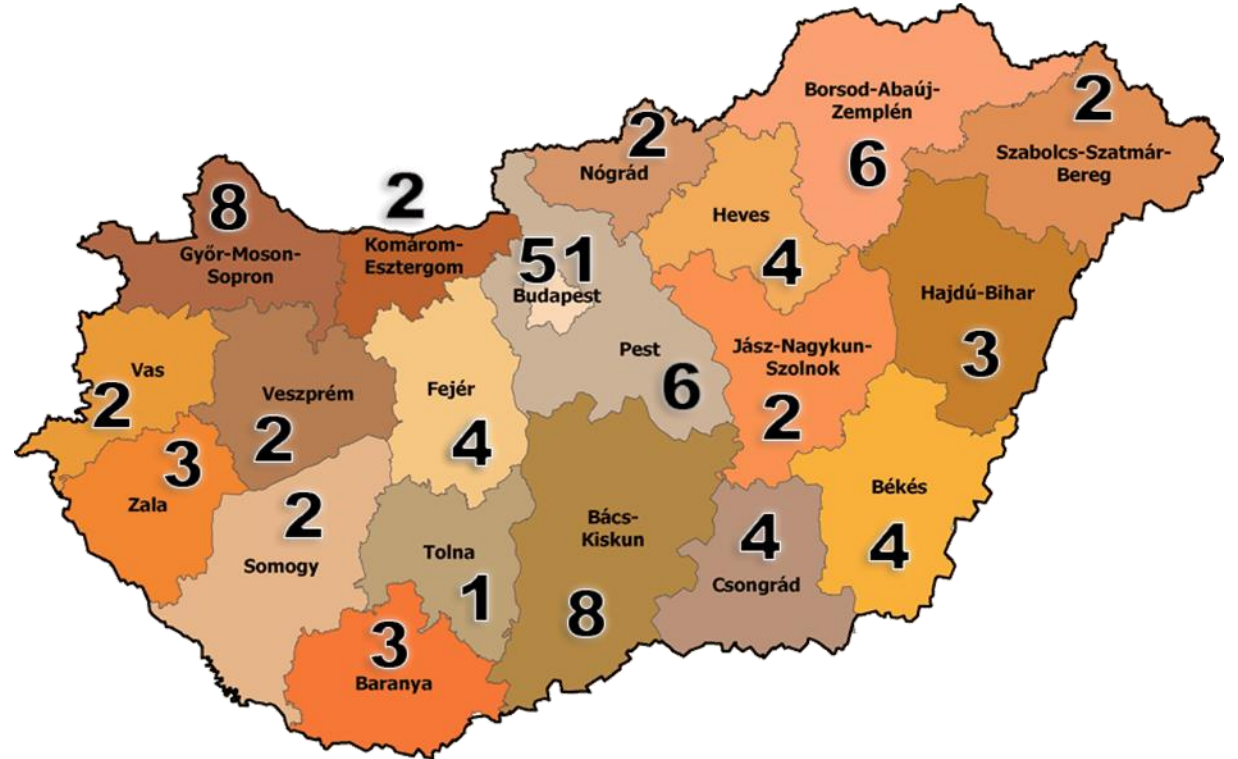 Borsod-Abaúj-
Zemplén
6
2
Szabolcs-Szatmár-
Bereg
2
Nógrád
Heves
4
8
Győr-Moson-
Sopron
2
Komárom-
Esztergom
51
Budapest
Pest
6
Hajdú-Bihar
3
Jász-Nagykun-
Szolnok
2
Vas
2
Veszprém
2
Fejér
4
3
Zala
2
Somogy
Tolna
1
Bács-
Kiskun
8
4
Csongrád
Békés
4
3
Baranya